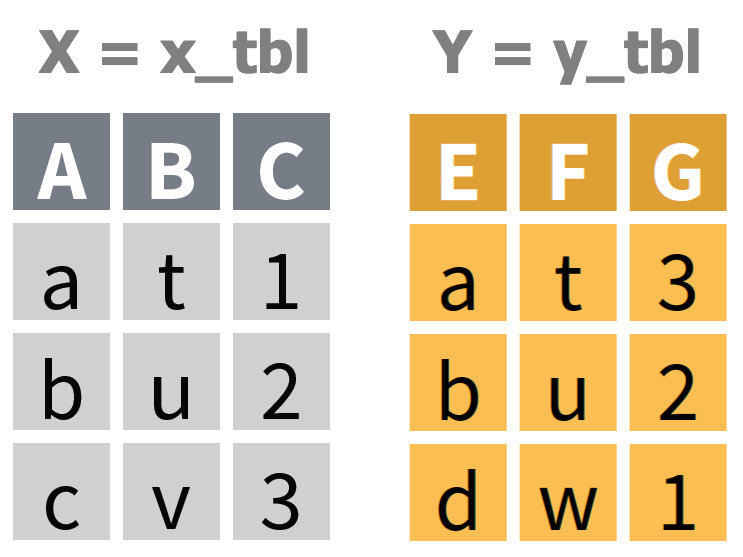 X = x_tbl Y = y_tbl
A B C E F G
a t 1 a t 3
b u 2 b u 2
c v 3 d w 1